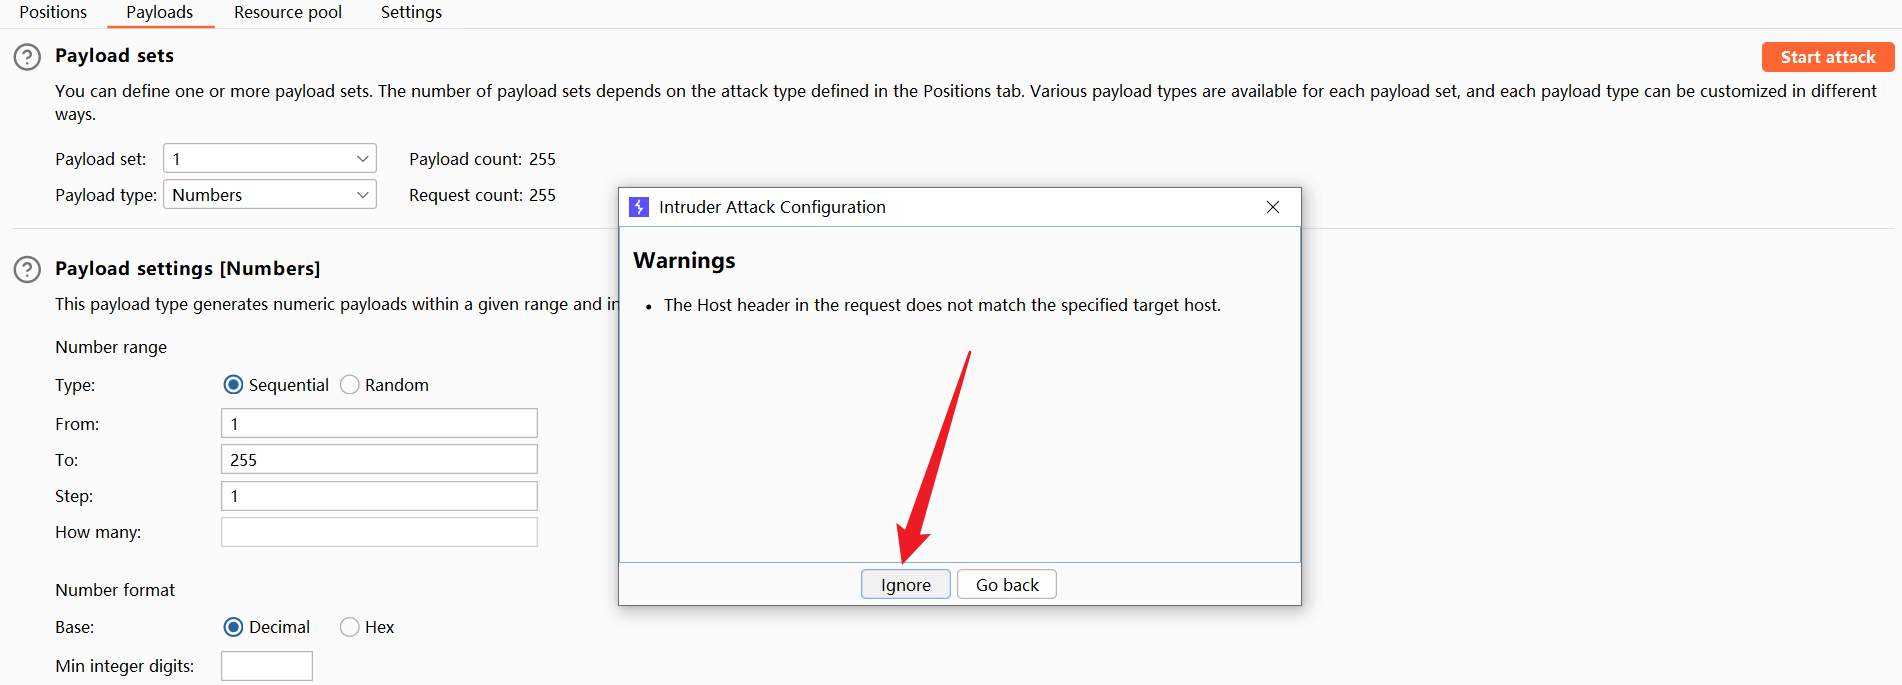 Positions Payloads Resource pool Settings
Payload sets
Start attack
You can define one or more payload sets. The number of payload sets depends on the attack type defined in the Positions tab. Various payload types are available for each payload set, and each payload type can be customized in different
ways.
Payload set: 1 Payload count: 255
Payload type: Numbers Request count: 255
Intruder Attack Configuration
Warnings
• The Host header in the request does not match the specified target host.
Ignore Go back
Payload settings [Numbers]
This payload type generates numeric payloads within a given range and in
Number range
Type: Sequential Random
From: 1
To: 255
Step: 1
How many:
Number format
Base: Decimal Hex
Min integer digits: